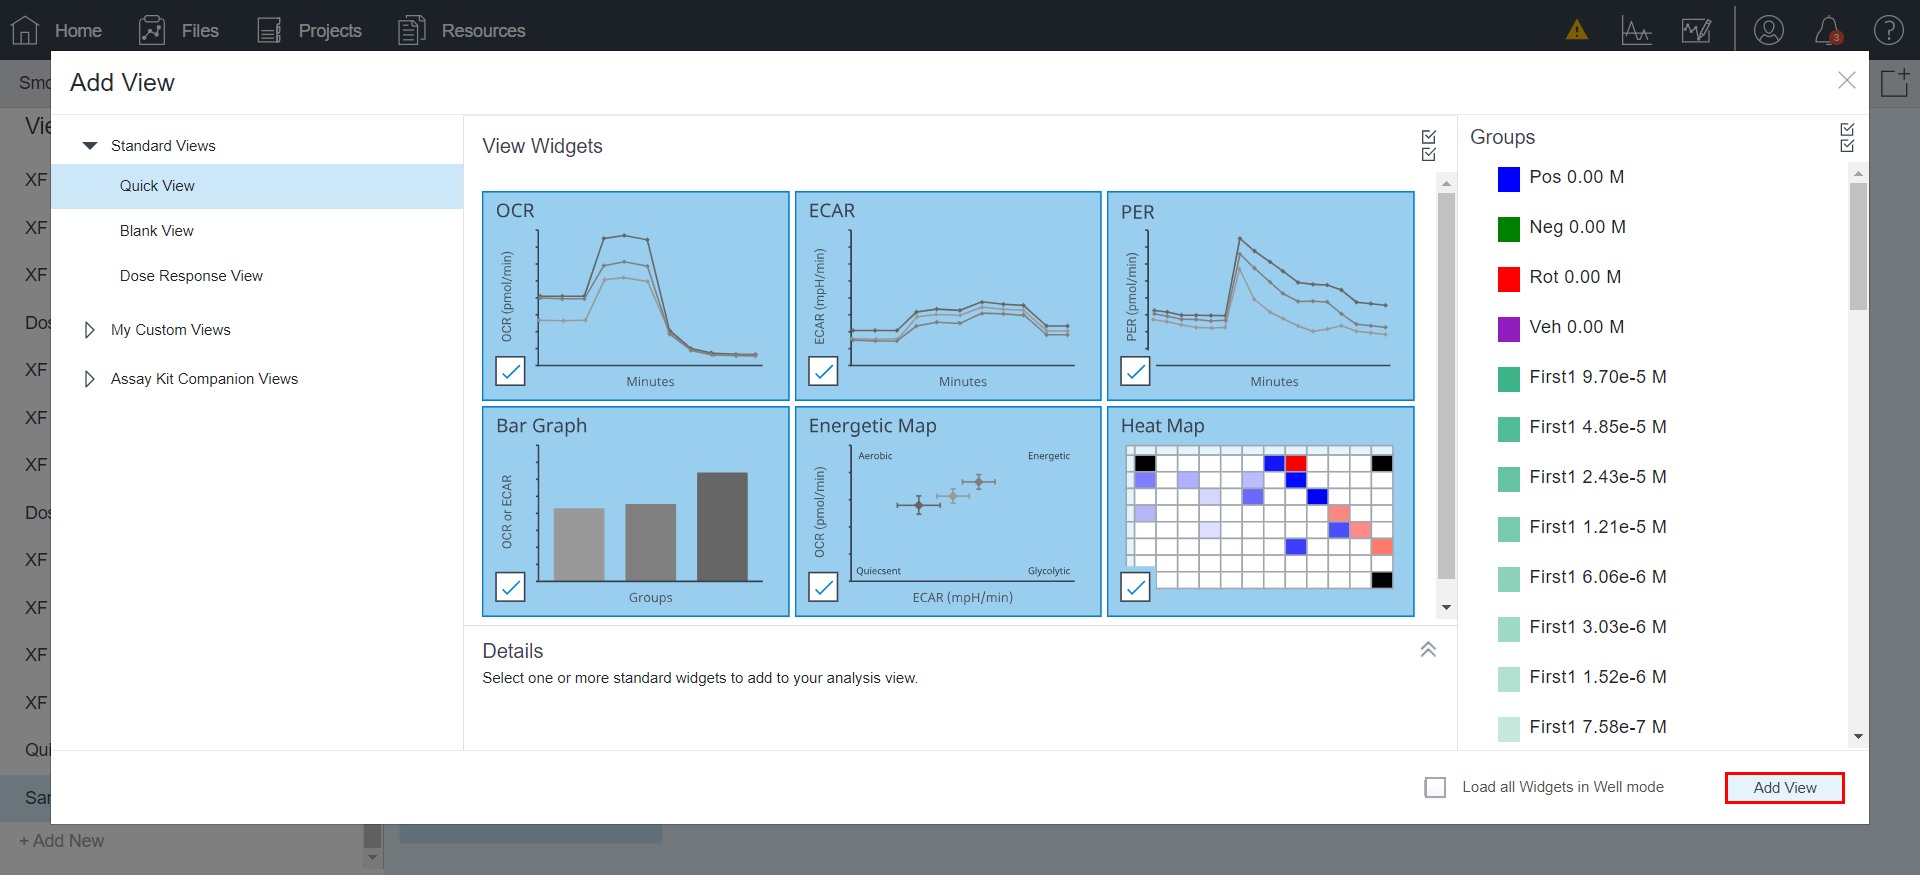 Home
Files
Projects
Resources
3
Smo
Add View
Vie
XF
XF
XF
Dos
XF
XF
XF
Dos
XF
XF
XF
XF
Qui
Sar
+ Add New
Standard Views
Quick View
Blank View
Dose Response View
My Custom Views
Assay Kit Companion Views
View Widgets
OCR
OCR (pmol/min)
Minutes
ECAR
ECAR (mpH/min)
Minutes
PER
PER (pmol/min)
Minutes
Bar Graph
OCR or ECAR
Groups
Energetic Map
Aerobic
Energetic
OCR (pmol/min)
Quiecsent
Glycolytic
ECAR (mpH/min)
Heat Map
Details
Select one or more standard widgets to add to your analysis view.
Groups
Pos 0.00 M
Neg 0.00 M
Rot 0.00 M
Veh 0.00 M
First1 9.70e-5 M
First1 4.85e-5 M
First1 2.43e-5 M
First1 1.21e-5 M
First1 6.06e-6 M
First1 3.03e-6 M
First1 1.52e-6 M
First1 7.58e-7 M
Load all Widgets in Well mode
Add View